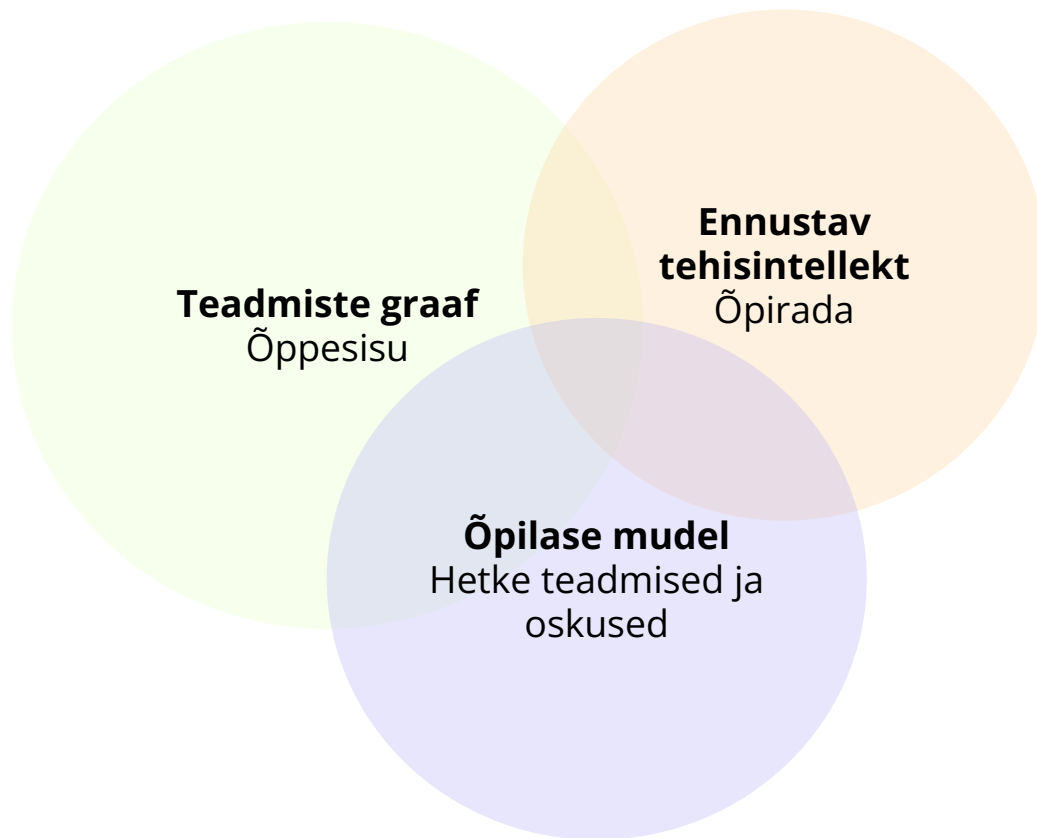 Teadmiste graaf
Õppesisu
Ennustav
tehisintellekt
Õpirada
Õpilase mudel
Hetke teadmised ja
oskused